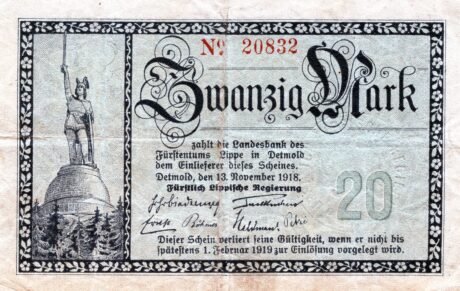 Nº 20832
Zwanzig Mark
zahlt die Landesbank des
Fürstentums Lippe in Detmold
dem Einlieferer dieses Scheines.
Detmold, den 13. November 1918.
Fürstlich Lippische Regierung
20
Dieser Schein verliert seine Gültigkeit, wenn er nicht bis
spätestens 1. Februar 1919 zur Einlösung vorgelegt wird.